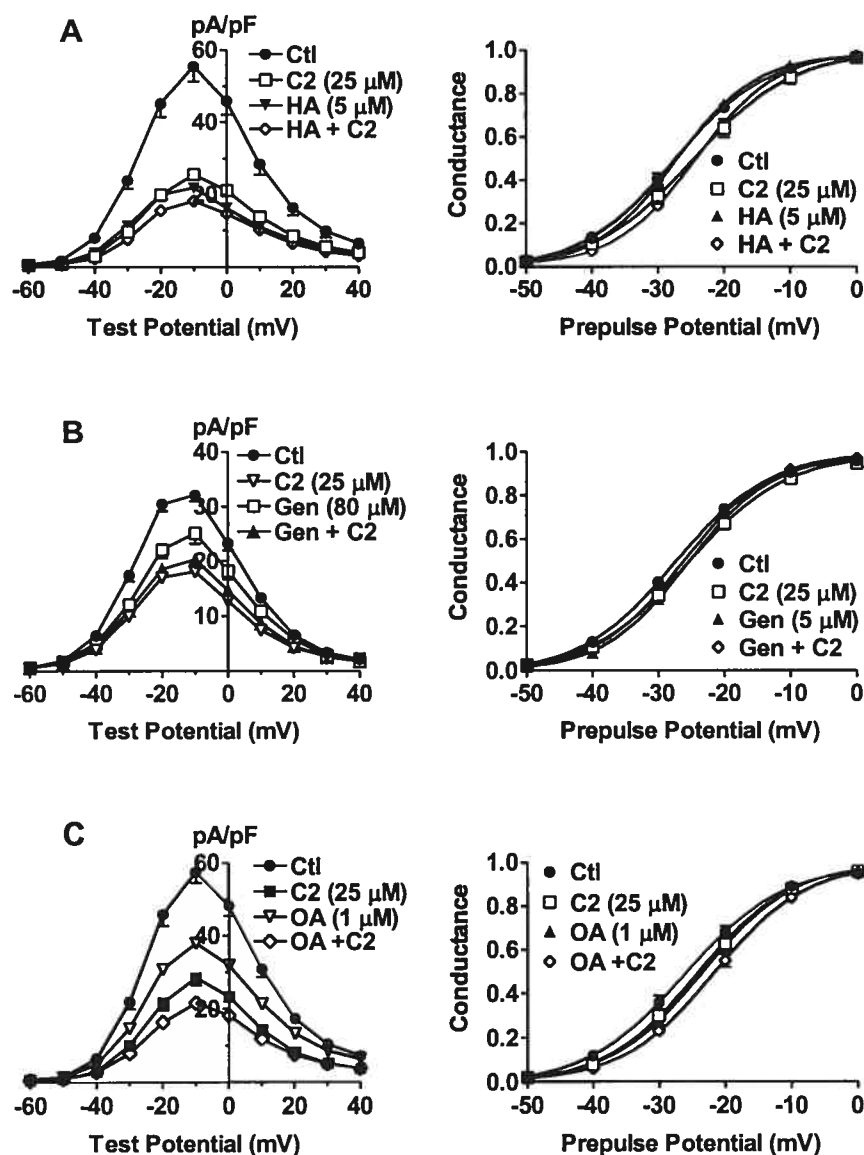 A
pA/pF
60
40
20
Ctl
C2 (25 μM)
HA (5 μM)
HA + C2
-60 -40 -20 0 20 40
Test Potential (mV)
Conductance
1.0
0.8
0.6
0.4
0.2
0.0
Ctl
C2 (25 μM)
HA (5 μM)
HA + C2
-50 -40 -30 -20 -10 0
Prepulse Potential (mV)
B
pA/pF
40
30
20
10
Ctl
C2 (25 μM)
Gen (80 μM)
Gen + C2
-60 -40 -20 0 20 40
Test Potential (mV)
Conductance
1.0
0.8
0.6
0.4
0.2
0.0
Ctl
C2 (25 μM)
Gen (5 μM)
Gen + C2
-50 -40 -30 -20 -10 0
Prepulse Potential (mV)
C
pA/pF
60
40
20
Ctl
C2 (25 μM)
OA (1 μM)
OA +C2
-60 -40 -20 0 20 40
Test Potential (mV)
Conductance
1.0
0.8
0.6
0.4
0.2
0.0
Ctl
C2 (25 μM)
OA (1 μM)
OA +C2
-50 -40 -30 -20 -10 0
Prepulse Potential (mV)